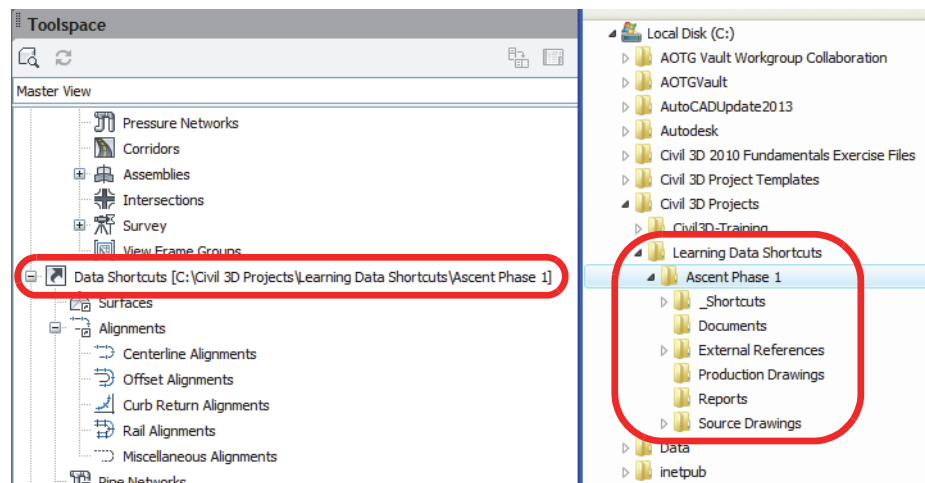 Toolspace
Master View
Pressure Networks
Corridors
Assemblies
Intersections
Survey
View Frame Groups
Data Shortcuts [C:\Civil 3D Projects\Learning Data Shortcuts\Ascent Phase 1]
Surfaces
Alignments
Centerline Alignments
Offset Alignments
Curb Return Alignments
Rail Alignments
Miscellaneous Alignments
Pipe Networks
Local Disk (C:)
AOTG Vault Workgroup Collaboration
AOTGVault
AutoCADUpdate2013
Autodesk
Civil 3D 2010 Fundamentals Exercise Files
Civil 3D Project Templates
Civil 3D Projects
Civil3D-Training
Learning Data Shortcuts
Ascent Phase 1
_Shortcuts
Documents
External References
Production Drawings
Reports
Source Drawings
Data
inetpub